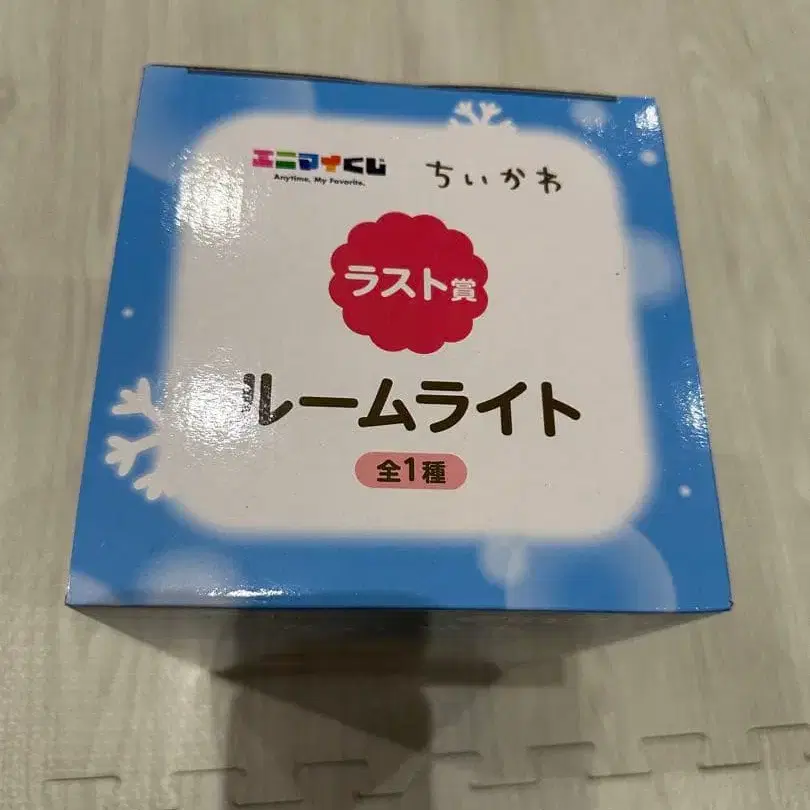 エニマイくじ
Anytime, My Favorite.
ちいかわ
ラスト賞
ルームライト
全1種